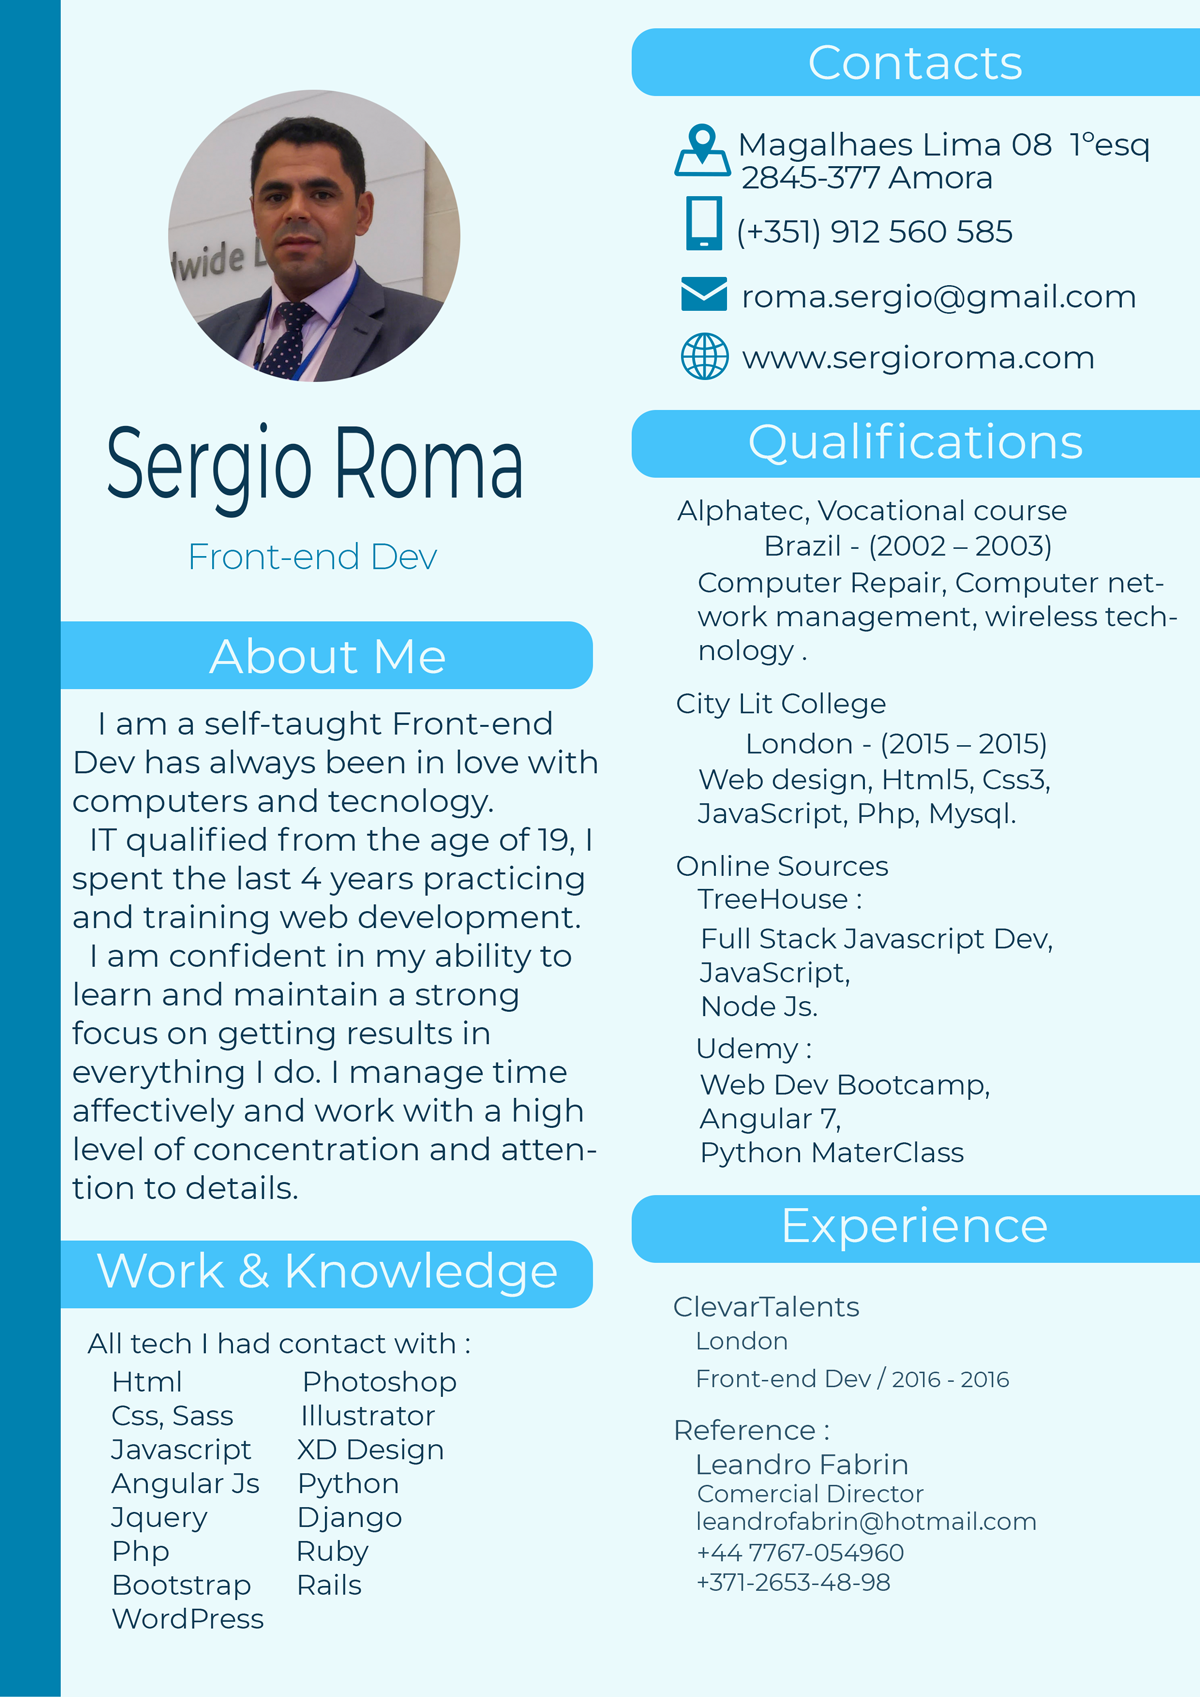 dwide L
Sergio Roma
Front-end Dev
About Me
I am a self-taught Front-end
Dev has always been in love with
computers and tecnology.
IT qualified from the age of 19, I
spent the last 4 years practicing
and training web development.
I am confident in my ability to
learn and maintain a strong
focus on getting results in
everything I do. I manage time
affectively and work with a high
level of concentration and atten-
tion to details.
Work & Knowledge
All tech I had contact with :
Html Photoshop
Css, Sass Illustrator
Javascript XD Design
Angular Js Python
Jquery Django
Php Ruby
Bootstrap Rails
WordPress
Contacts
Magalhaes Lima 08 1ºesq
2845-377 Amora
(+351) 912 560 585
roma.sergio@gmail.com
www.sergioroma.com
Qualifications
Alphatec, Vocational course
Brazil - (2002 – 2003)
Computer Repair, Computer net-
work management, wireless tech-
nology .
City Lit College
London - (2015 – 2015)
Web design, Html5, Css3,
JavaScript, Php, Mysql.
Online Sources
TreeHouse :
Full Stack Javascript Dev,
JavaScript,
Node Js.
Udemy :
Web Dev Bootcamp,
Angular 7,
Python MaterClass
Experience
ClevarTalents
London
Front-end Dev / 2016 - 2016
Reference :
Leandro Fabrin
Comercial Director
leandrofabrin@hotmail.com
+44 7767-054960
+371-2653-48-98